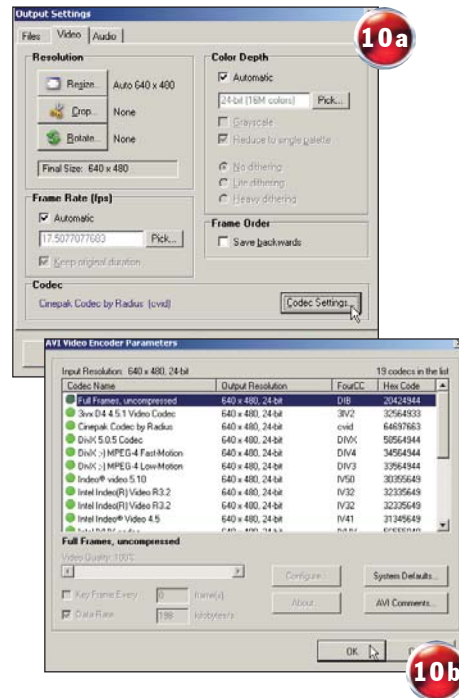 Output Settings
10a
Files Video Audio
Resolution
Resize... Auto 640 x 400
Crop... None
Rotate... None
Final Size: 640 x 480
Frame Rate (fps)
Automatic
17.5077077603 Pick...
Keep original duration
Color Depth
Automatic
24-bit (16M colors) Pick...
Grayscale
Reduce to single palette
No dithering
Lite dithering
Heavy dithering
Frame Order
Save backwards
Codec
Cinepak Codec by Radius (cvid) Codec Settings...
AVI Video Encoder Parameters
Input Resolution: 640 x 480, 24-bit 19 codecs in the list
Codec Name Output Resolution FourCC Hex Code
Full Frames, uncompressed 640 x 480, 24-bit DIB 20424944
3ivx D4 4.5.1 Video Codec 640 x 480, 24-bit 3IV2 32564933
Cinepak Codec by Radius 640 x 480, 24-bit cvid 64697663
DivX 5.0.5 Codec 640 x 480, 24-bit DIVX 58564944
DivX ;-) MPEG-4 Fast-Motion 640 x 480, 24-bit DIV4 34564944
DivX ;-) MPEG-4 Low-Motion 640 x 480, 24-bit DIV3 33564944
Indeo® video 5.10 640 x 480, 24-bit IV50 30355649
Intel Indeo(R) Video R3.2 640 x 480, 24-bit IV32 32335649
Intel Indeo(R) Video R3.2 640 x 480, 24-bit IV32 32335649
Intel Indeo® Video 4.5 640 x 480, 24-bit IV41 31345649
Full Frames, uncompressed
Video Quality: 100%
Key Frame Every 0 frame(s)
Data Rate 198 kilobytes/s
Configure... System Defaults...
About... AVI Comments...
OK
10b